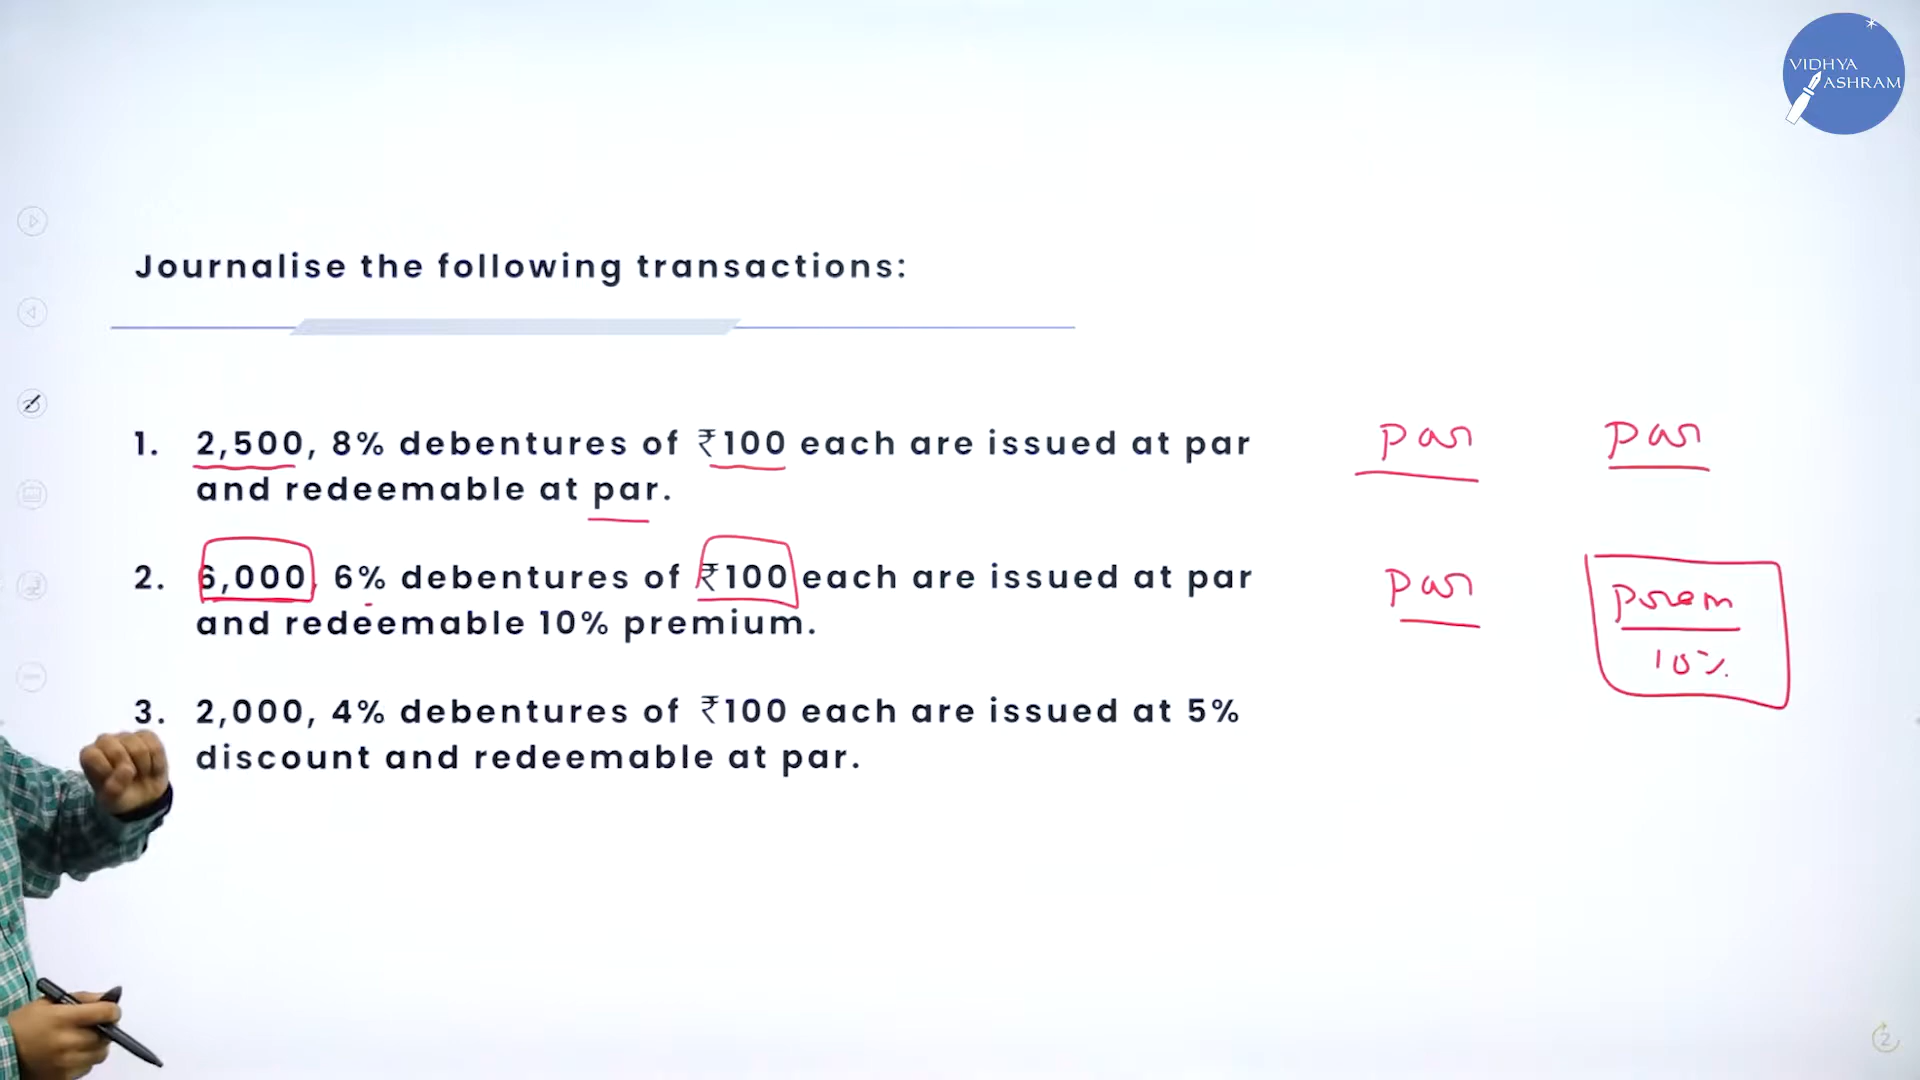 VIDHYA
ASHRAM
Journalise the following transactions:
1. 2,500, 8% debentures of ₹100 each are issued at par
and redeemable at par.
par par
2. 6,000, 6% debentures of ₹100 each are issued at par
and redeemable 10% premium.
par prem
10%
3. 2,000, 4% debentures of ₹100 each are issued at 5%
discount and redeemable at par.
2